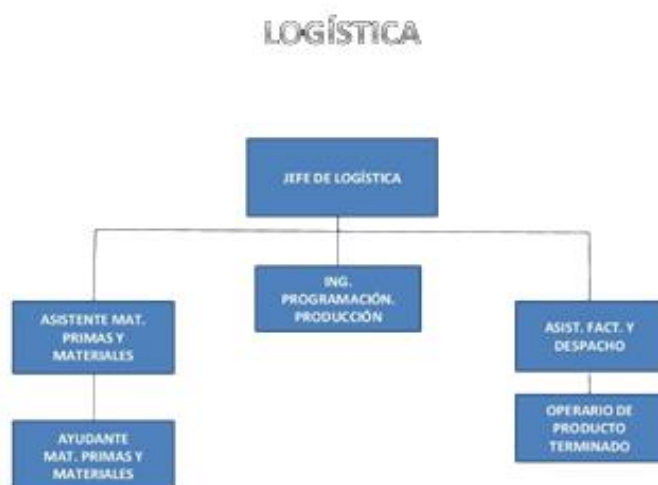 LOGÍSTICA
JEFE DE LOGÍSTICA
ING.
PROGRAMACIÓN.
PRODUCCIÓN
ASISTENTE MAT.
PRIMAS Y
MATERIALES
ASIST. FACT. Y
DESPACHO
AYUDANTE
MAT. PRIMAS Y
MATERIALES
OPERARIO DE
PRODUCTO
TERMINADO